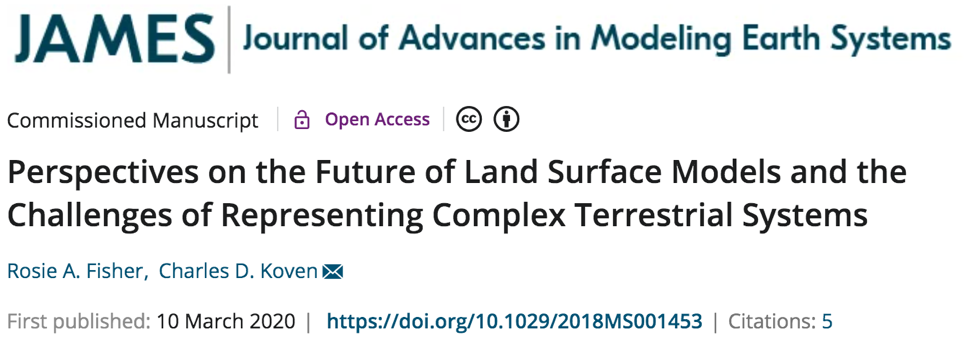 JAMES | Journal of Advances in Modeling Earth Systems
Commissioned Manuscript | Open Access | cc
Perspectives on the Future of Land Surface Models and the
Challenges of Representing Complex Terrestrial Systems
Rosie A. Fisher, Charles D. Koven
First published: 10 March 2020 | https://doi.org/10.1029/2018MS001453 | Citations: 5